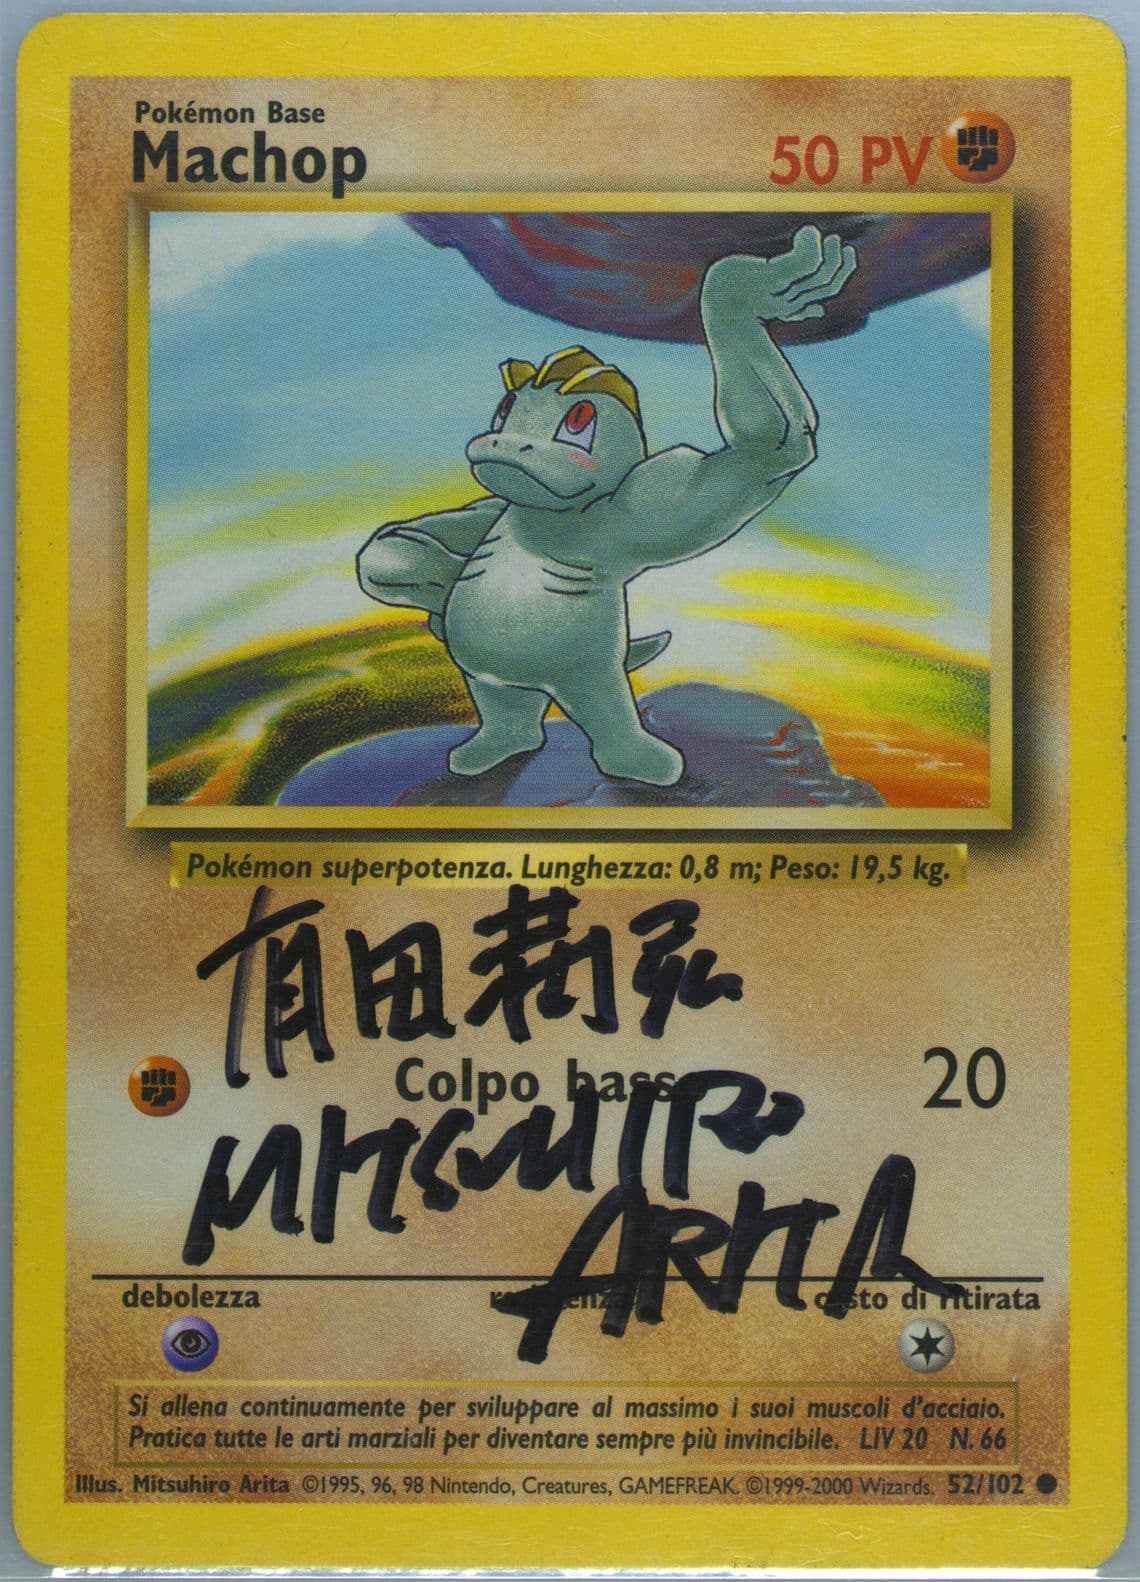 Pokémon Base
Machop
50 PV
Pokémon superpotenza. Lunghezza: 0,8 m; Peso: 19,5 kg.
有田満弘
Colpo basso
20
MITSUHIRO
ARITA
debolezza
resistenza
costo di ritirata
Si allena continuamente per sviluppare al massimo i suoi muscoli d'acciaio.
Pratica tutte le arti marziali per diventare sempre più invincibile. LIV 20 N. 66
Illus. Mitsuhiro Arita ©1995, 96, 98 Nintendo, Creatures, GAMEFREAK. ©1999-2000 Wizards. 52/102 ●